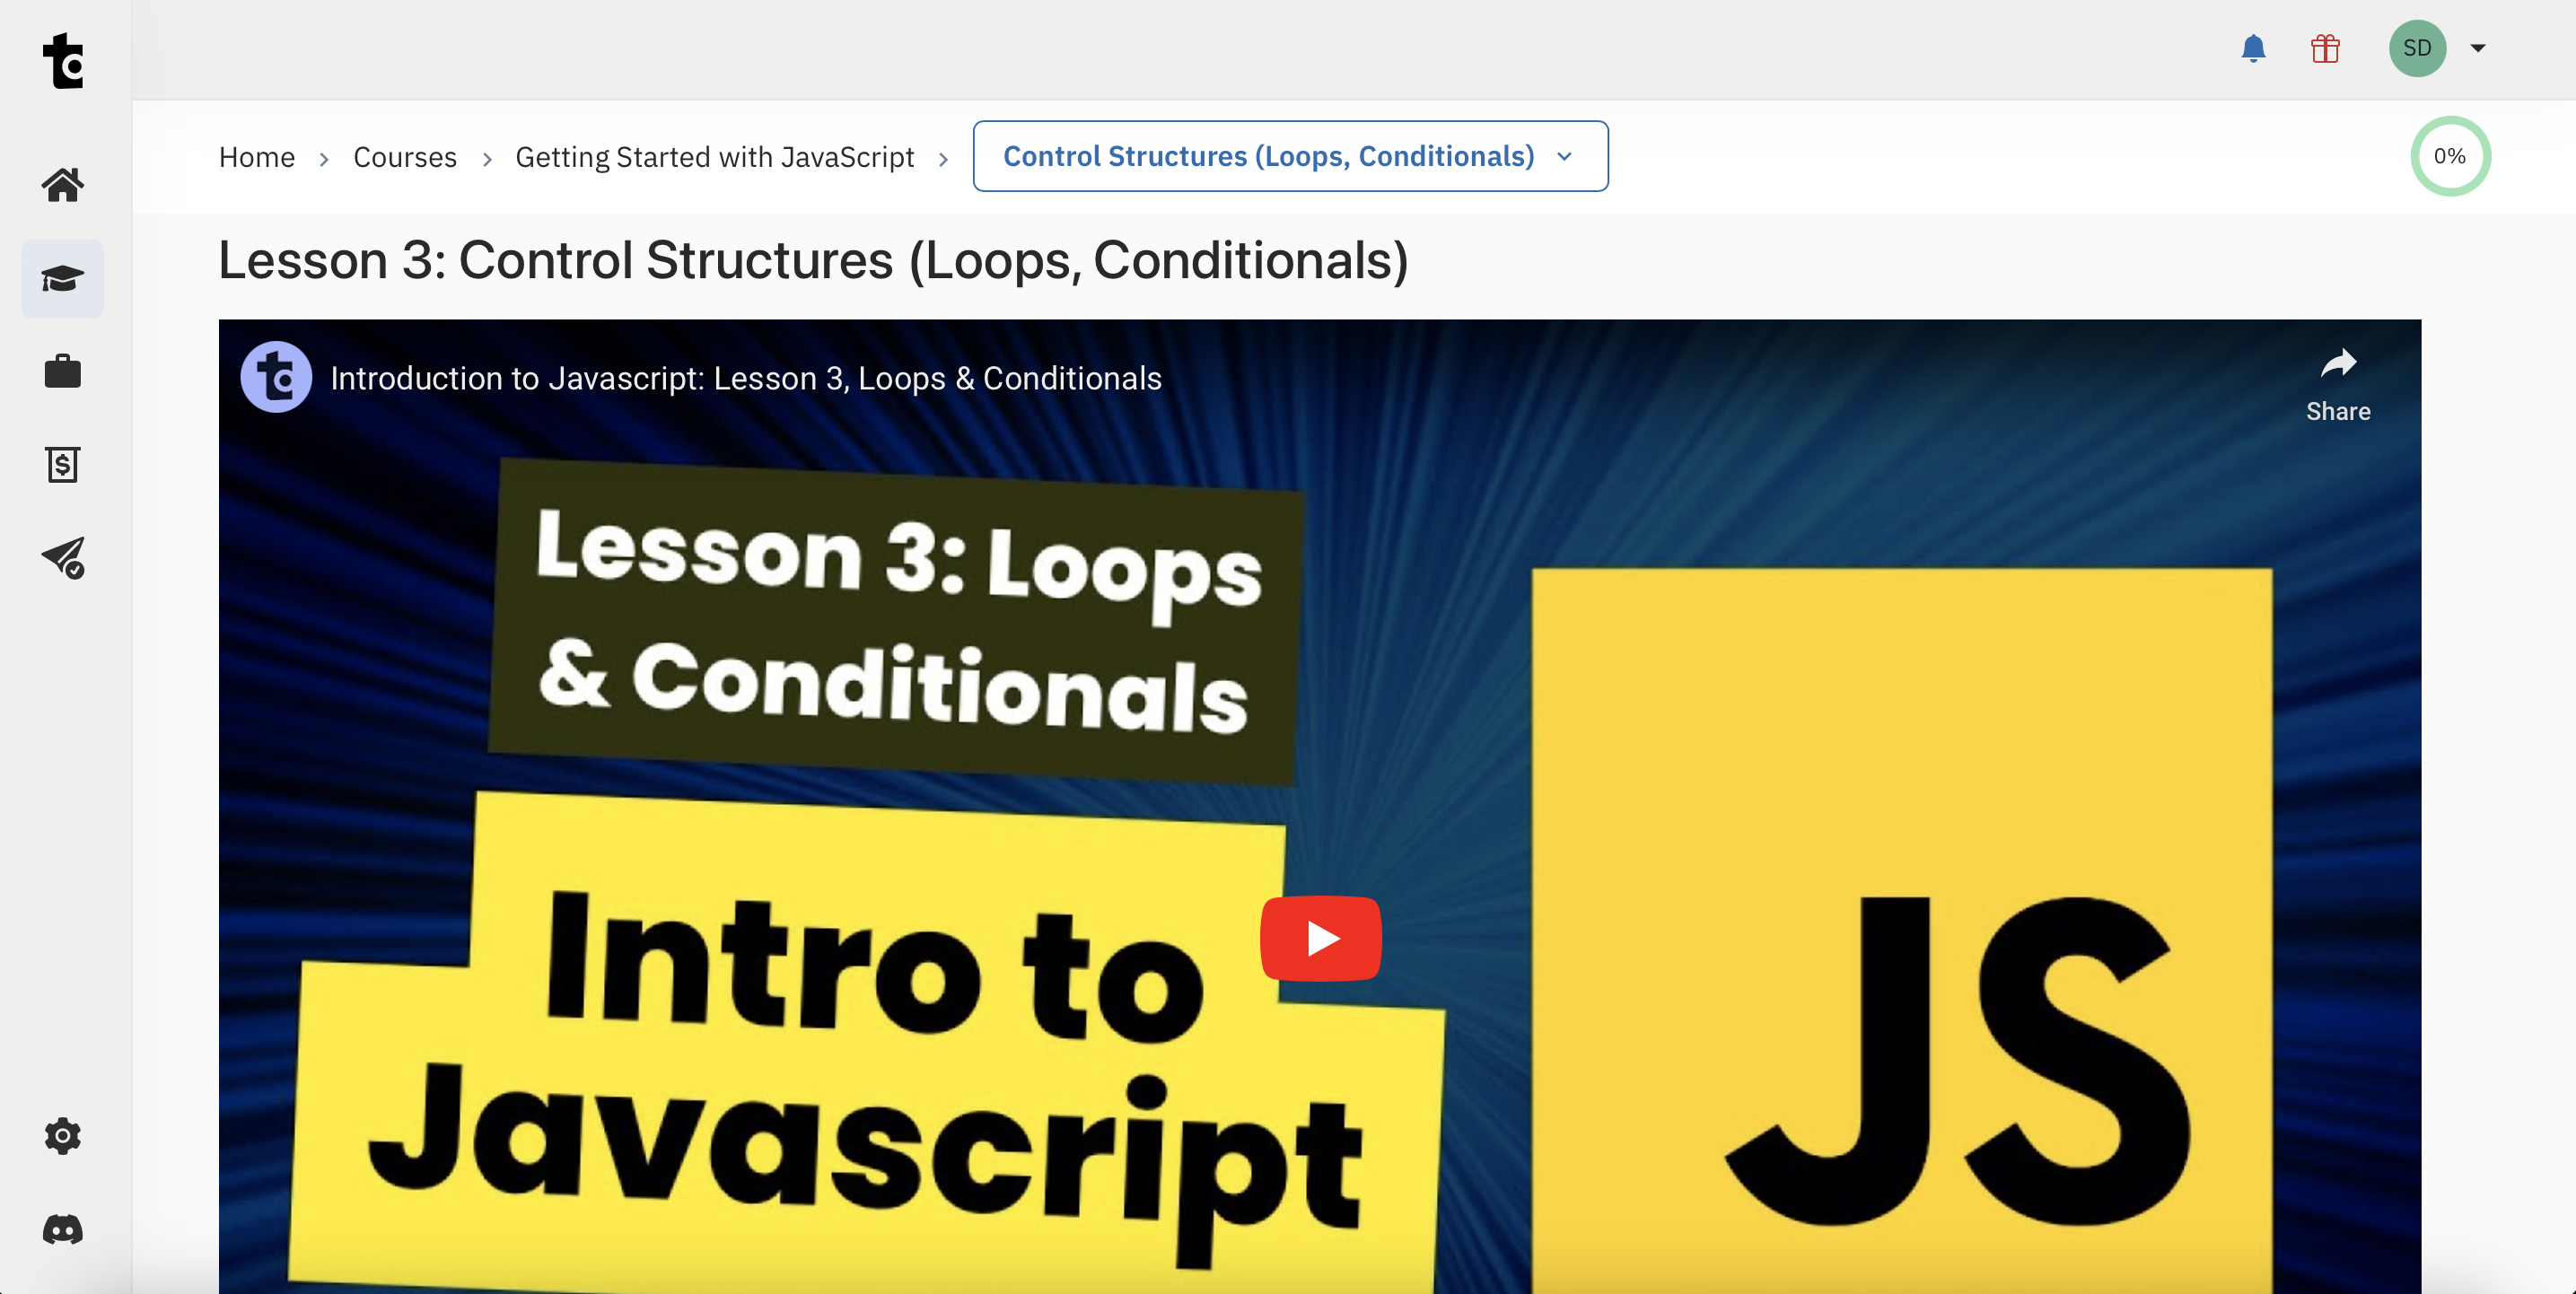 tc
SD
Home > Courses > Getting Started with JavaScript > Control Structures (Loops, Conditionals)
0%
Lesson 3: Control Structures (Loops, Conditionals)
tc
Introduction to Javascript: Lesson 3, Loops & Conditionals
Share
Lesson 3: Loops
& Conditionals
Intro to
Javascript
JS